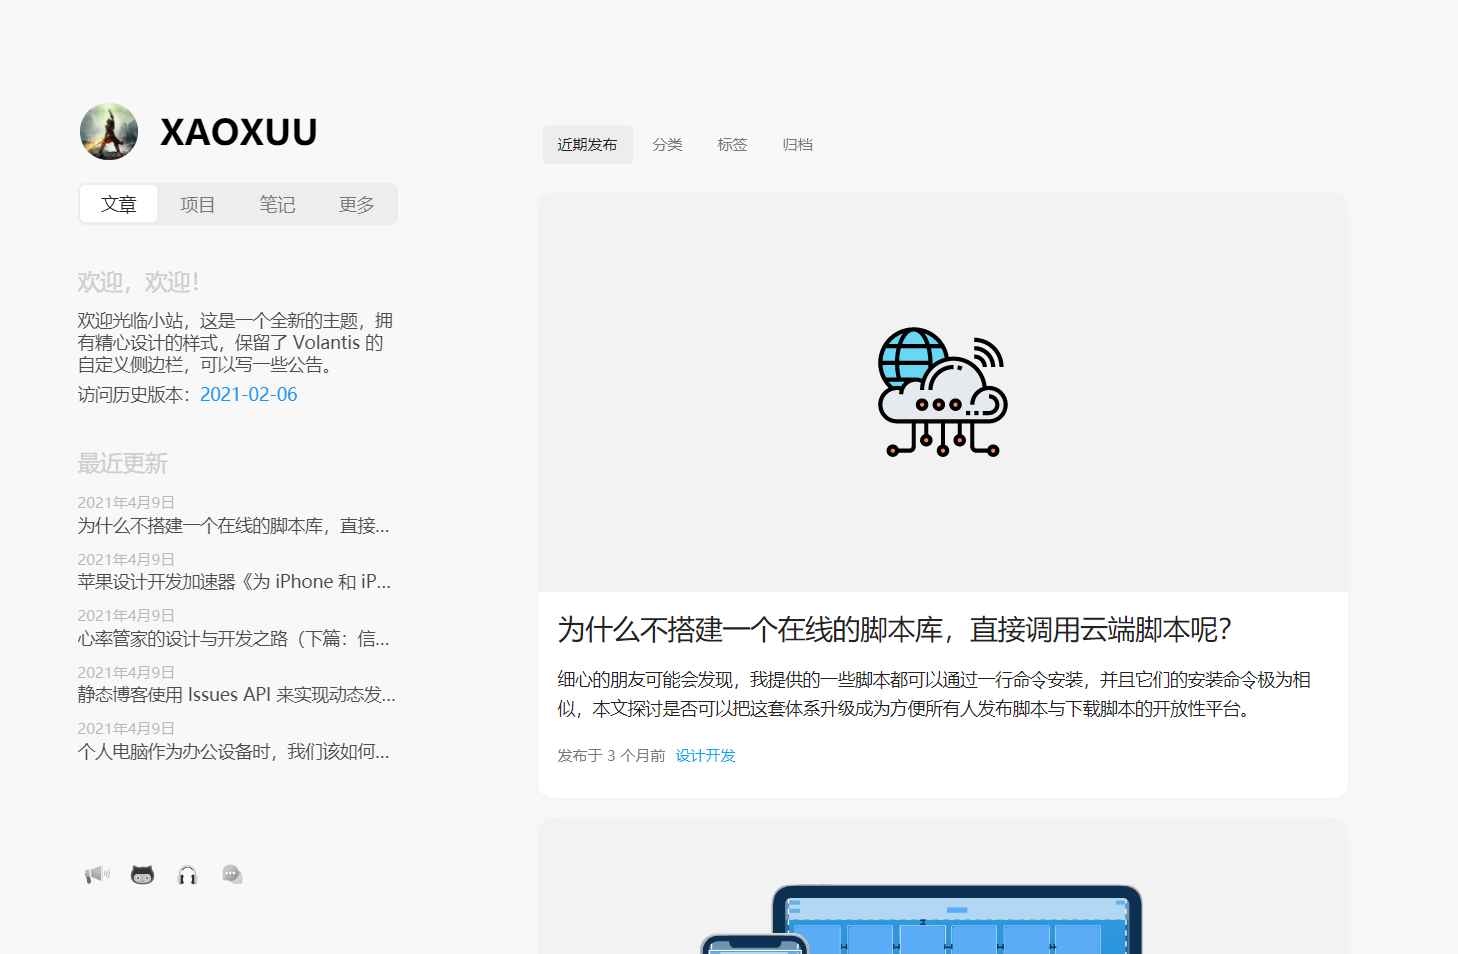 XAOXUU
文章 项目 笔记 更多
欢迎，欢迎！
欢迎光临小站，这是一个全新的主题，拥
有精心设计的样式，保留了 Volantis 的
自定义侧边栏，可以写一些公告。
访问历史版本：2021-02-06
最近更新
2021年4月9日
为什么不搭建一个在线的脚本库，直接...
2021年4月9日
苹果设计开发加速器《为 iPhone 和 iP...
2021年4月9日
心率管家的设计与开发之路（下篇：信...
2021年4月9日
静态博客使用 Issues API 来实现动态发...
2021年4月9日
个人电脑作为办公设备时，我们该如何...
近期发布 分类 标签 归档
为什么不搭建一个在线的脚本库，直接调用云端脚本呢？
细心的朋友可能会发现，我提供的一些脚本都可以通过一行命令安装，并且它们的安装命令极为相
似，本文探讨是否可以把这套体系升级成为方便所有人发布脚本与下载脚本的开放性平台。
发布于 3 个月前 设计开发